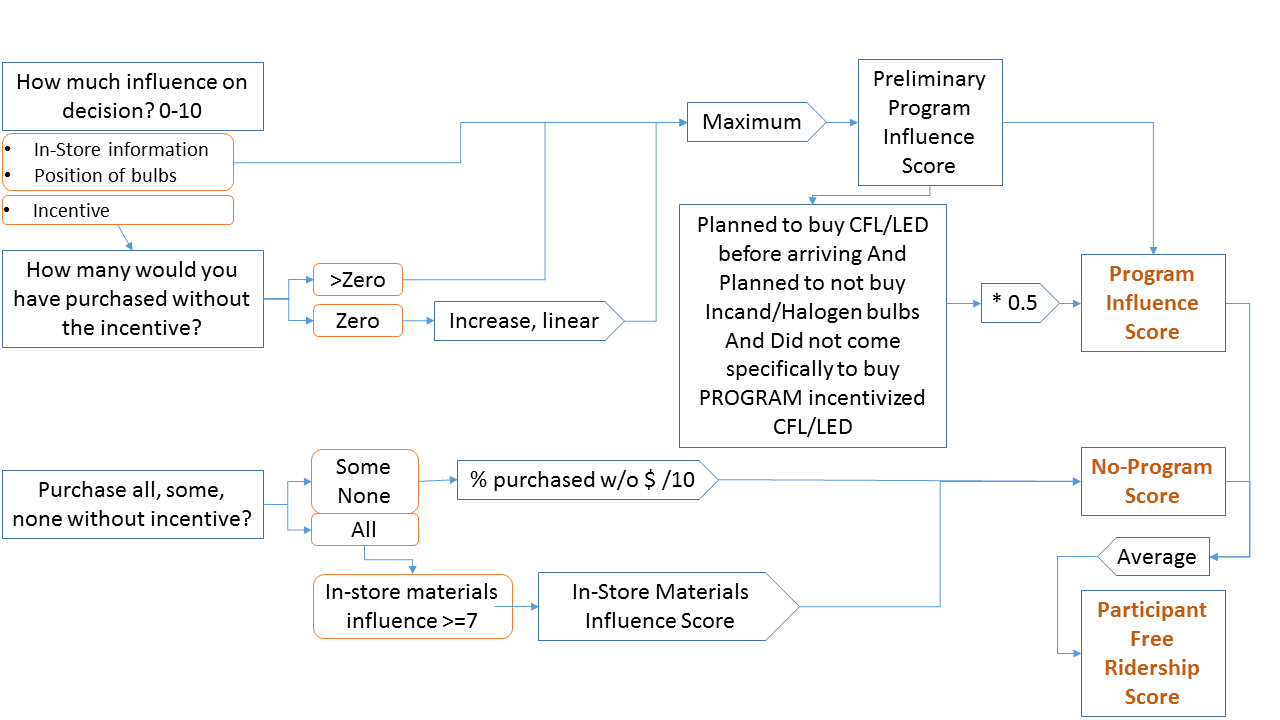 How much influence on
decision? 0-10
• In-Store information
• Position of bulbs
• Incentive
How many would you
have purchased without
the incentive?
>Zero
Zero
Increase, linear
Maximum
Preliminary
Program
Influence
Score
Planned to buy CFL/LED
before arriving And
Planned to not buy
Incand/Halogen bulbs
And Did not come
specifically to buy
PROGRAM incentivized
CFL/LED
* 0.5
Program
Influence
Score
Purchase all, some,
none without incentive?
Some
None
All
% purchased w/o $ /10
In-store materials
influence >=7
In-Store Materials
Influence Score
No-Program
Score
Average
Participant
Free
Ridership
Score